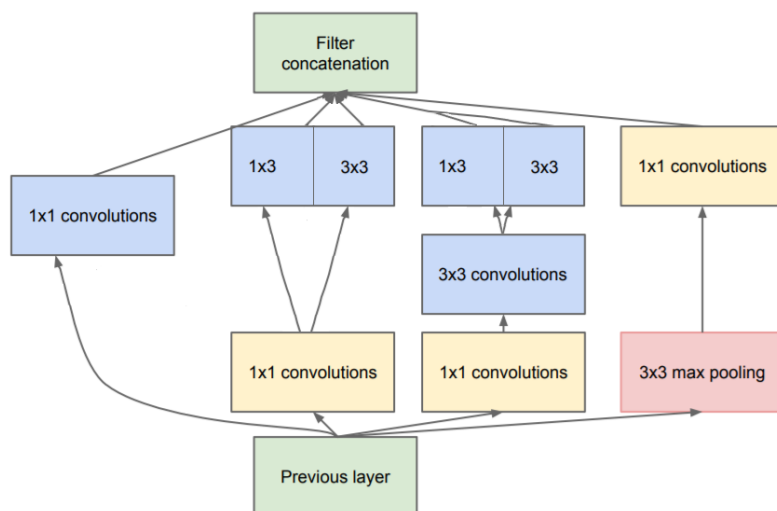 Filter
concatenation
1x3 3x3 1x3 3x3 1x1 convolutions
1x1 convolutions
3x3 convolutions
1x1 convolutions 1x1 convolutions 3x3 max pooling
Previous layer